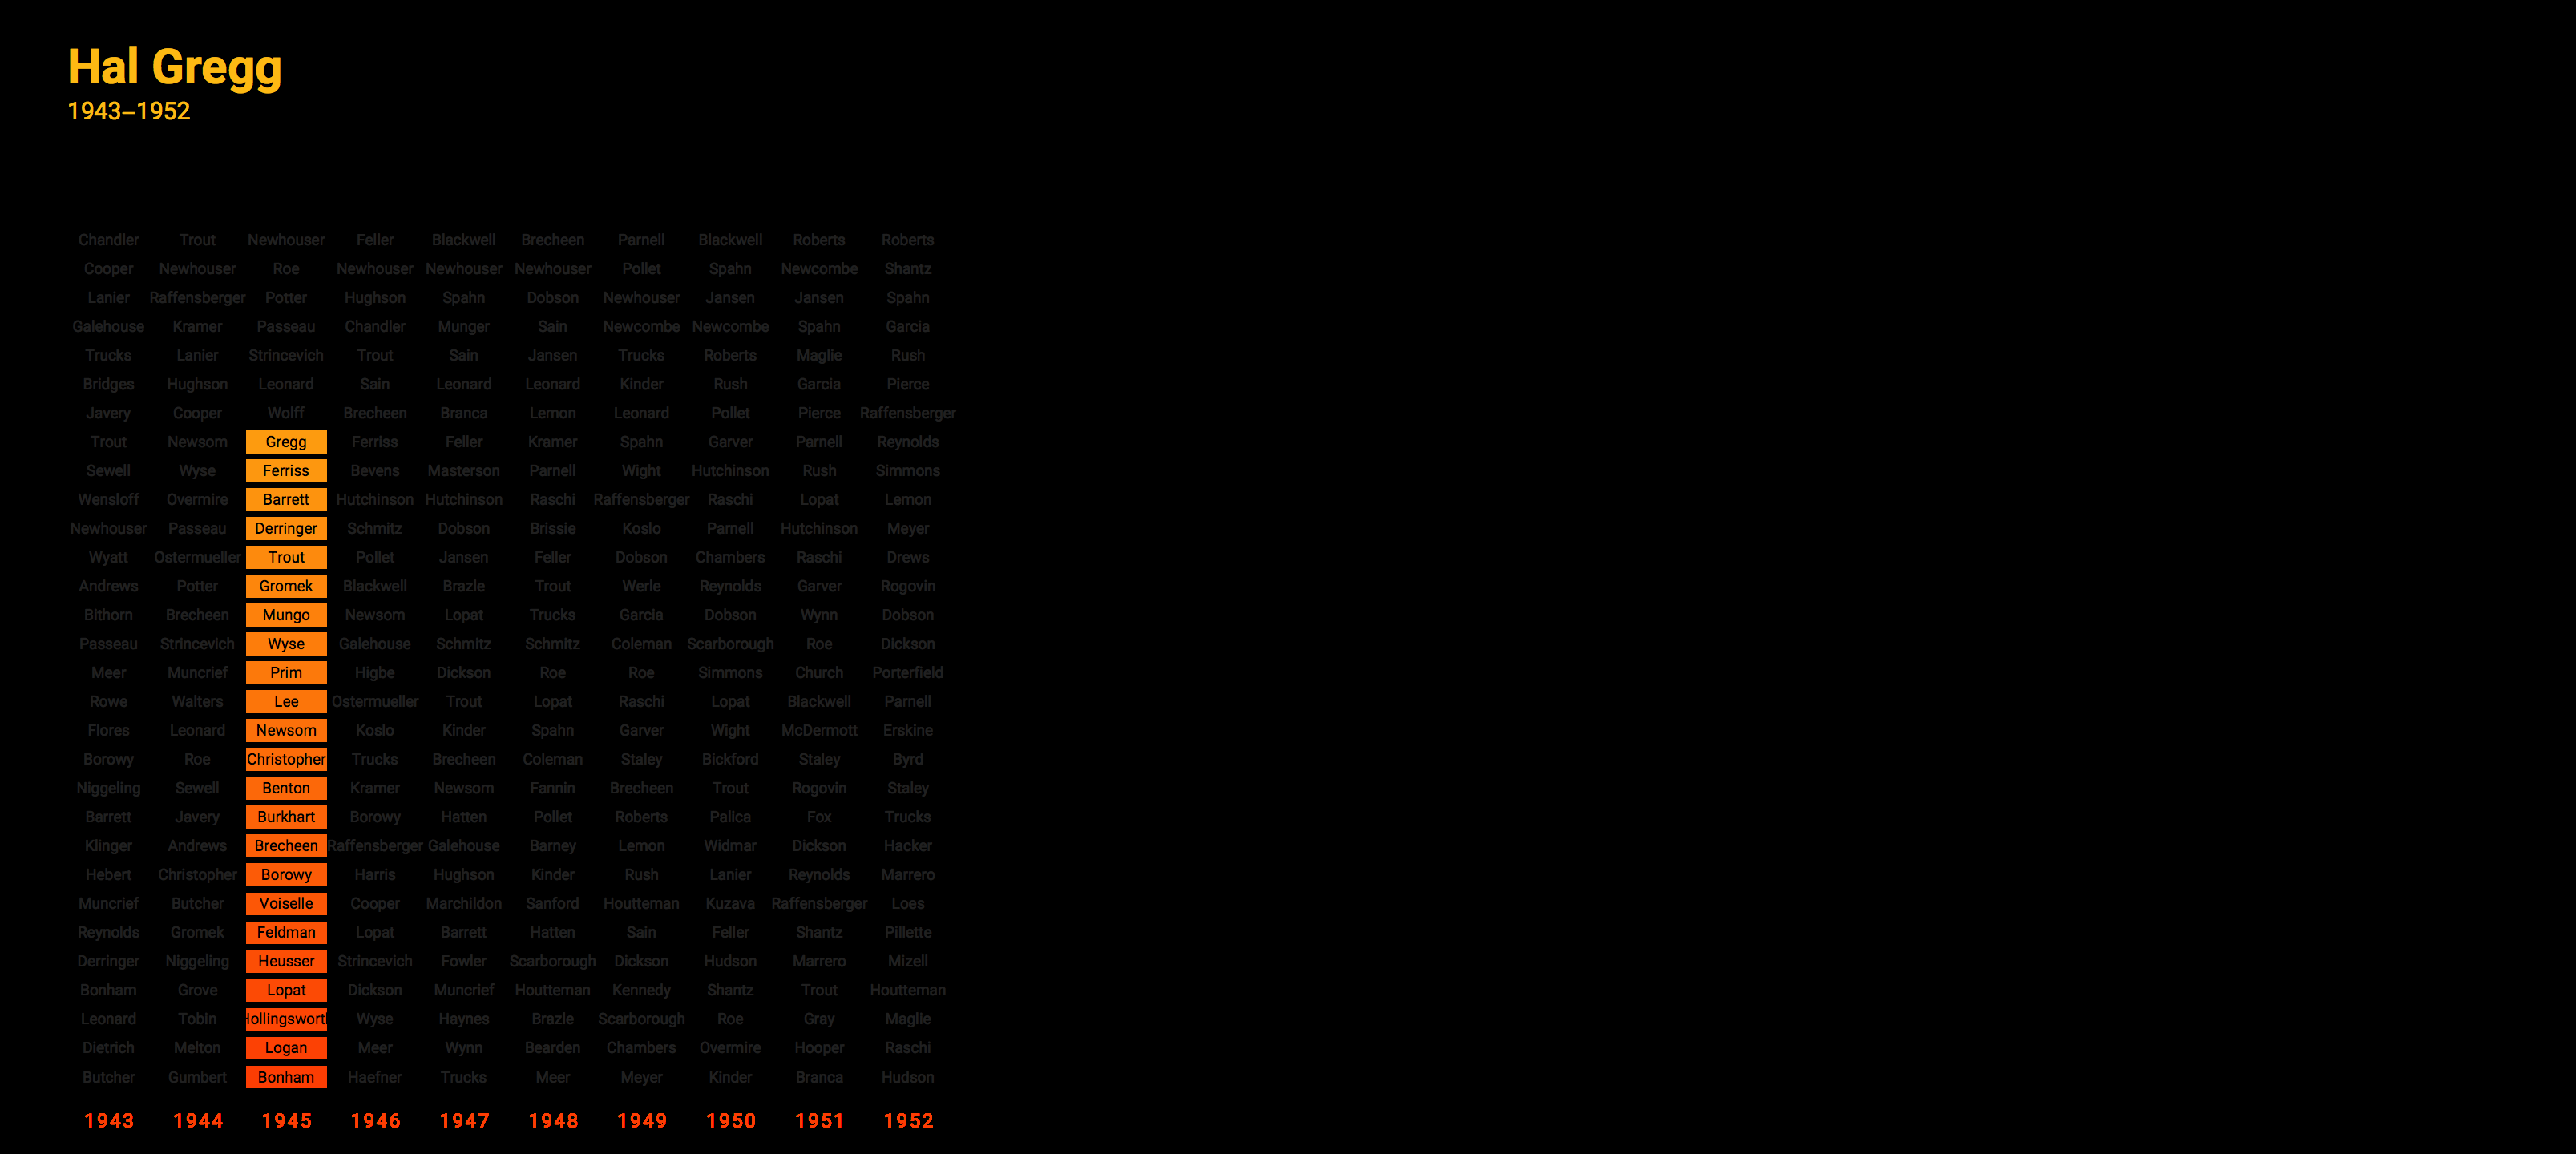 Hal Gregg
1943–1952
Chandler Trout Newhouser Feller Blackwell Brecheen Parnell Blackwell Roberts Roberts
Cooper Newhouser Roe Newhouser Newhouser Newhouser Pollet Spahn Newcombe Shantz
Lanier Raffensberger Potter Hughson Spahn Dobson Newhouser Jansen Jansen Spahn
Galehouse Kramer Passeau Chandler Munger Sain Newcombe Newcombe Spahn Garcia
Trucks Lanier Strincevich Trout Sain Jansen Trucks Roberts Maglie Rush
Bridges Hughson Leonard Sain Leonard Leonard Kinder Rush Garcia Pierce
Javery Cooper Wolff Brecheen Branca Lemon Leonard Pollet Pierce Raffensberger
Trout Newsom Gregg Ferriss Feller Kramer Spahn Garver Parnell Reynolds
Sewell Wyse Ferriss Bevens Masterson Parnell Wight Hutchinson Rush Simmons
Wensloff Overmire Barrett Hutchinson Hutchinson Raschi Raffensberger Raschi Lopat Lemon
Newhouser Passeau Derringer Schmitz Dobson Brissie Koslo Parnell Hutchinson Meyer
Wyatt Ostermueller Trout Pollet Jansen Feller Dobson Chambers Raschi Drews
Andrews Potter Gromek Blackwell Brazle Trout Werle Reynolds Garver Rogovin
Bithorn Brecheen Mungo Newsom Lopat Trucks Garcia Dobson Wynn Dobson
Passeau Strincevich Wyse Galehouse Schmitz Schmitz Coleman Scarborough Roe Dickson
Meer Muncrief Prim Higbe Dickson Roe Roe Simmons Church Porterfield
Rowe Walters Lee Ostermueller Trout Lopat Raschi Lopat Blackwell Parnell
Flores Leonard Newsom Koslo Kinder Spahn Garver Wight McDermott Erskine
Borowy Roe Christopher Trucks Brecheen Coleman Staley Bickford Staley Byrd
Niggeling Sewell Benton Kramer Newsom Fannin Brecheen Trout Rogovin Staley
Barrett Javery Burkhart Borowy Hatten Pollet Roberts Palica Fox Trucks
Klinger Andrews Brecheen Raffensberger Galehouse Barney Lemon Widmar Dickson Hacker
Hebert Christopher Borowy Harris Hughson Kinder Rush Lanier Reynolds Marrero
Muncrief Butcher Voiselle Cooper Marchildon Sanford Houtteman Kuzava Raffensberger Loes
Reynolds Gromek Feldman Lopat Barrett Hatten Sain Feller Shantz Pillette
Derringer Niggeling Heusser Strincevich Fowler Scarborough Dickson Hudson Marrero Mizell
Bonham Grove Lopat Dickson Muncrief Houtteman Kennedy Shantz Trout Houtteman
Leonard Tobin Hollingsworth Wyse Haynes Brazle Scarborough Roe Gray Maglie
Dietrich Melton Logan Meer Wynn Bearden Chambers Overmire Hooper Raschi
Butcher Gumbert Bonham Haefner Trucks Meer Meyer Kinder Branca Hudson
1943 1944 1945 1946 1947 1948 1949 1950 1951 1952